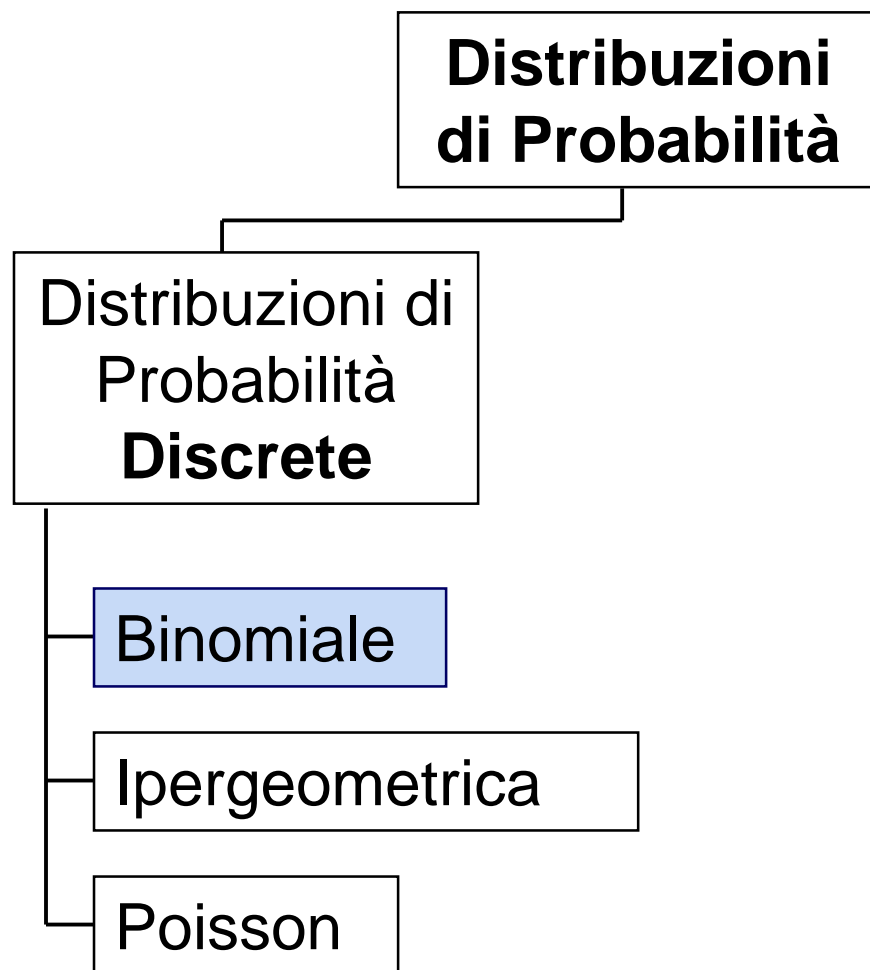 Distribuzioni
di Probabilità
Distribuzioni di
Probabilità
Discrete
Binomiale
Ipergeometrica
Poisson